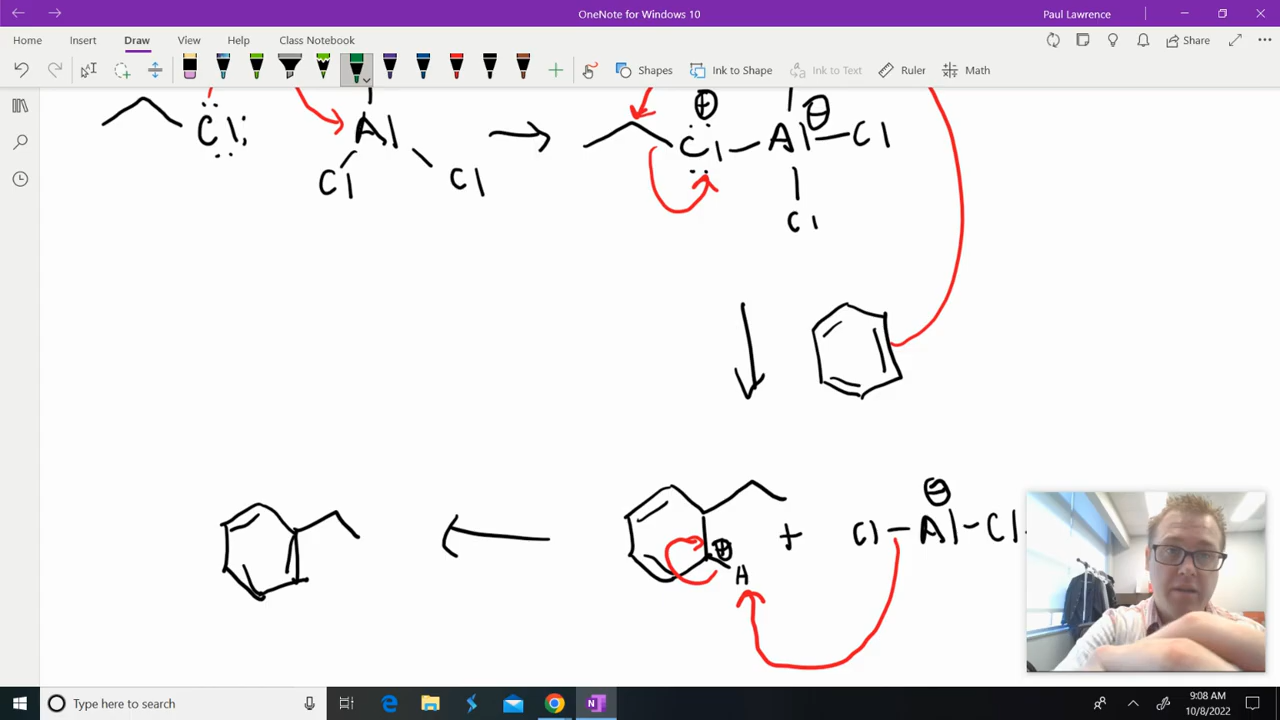 OneNote for Windows 10
Paul Lawrence
Home Insert Draw View Help Class Notebook
Share
Shapes Ink to Shape Ink to Text Ruler Math
⊕
⊖
Cl Al Cl Al Cl
Cl Cl
Cl
⊖
+ Cl Al Cl
⊕
H
Type here to search
9:08 AM
10/8/2022